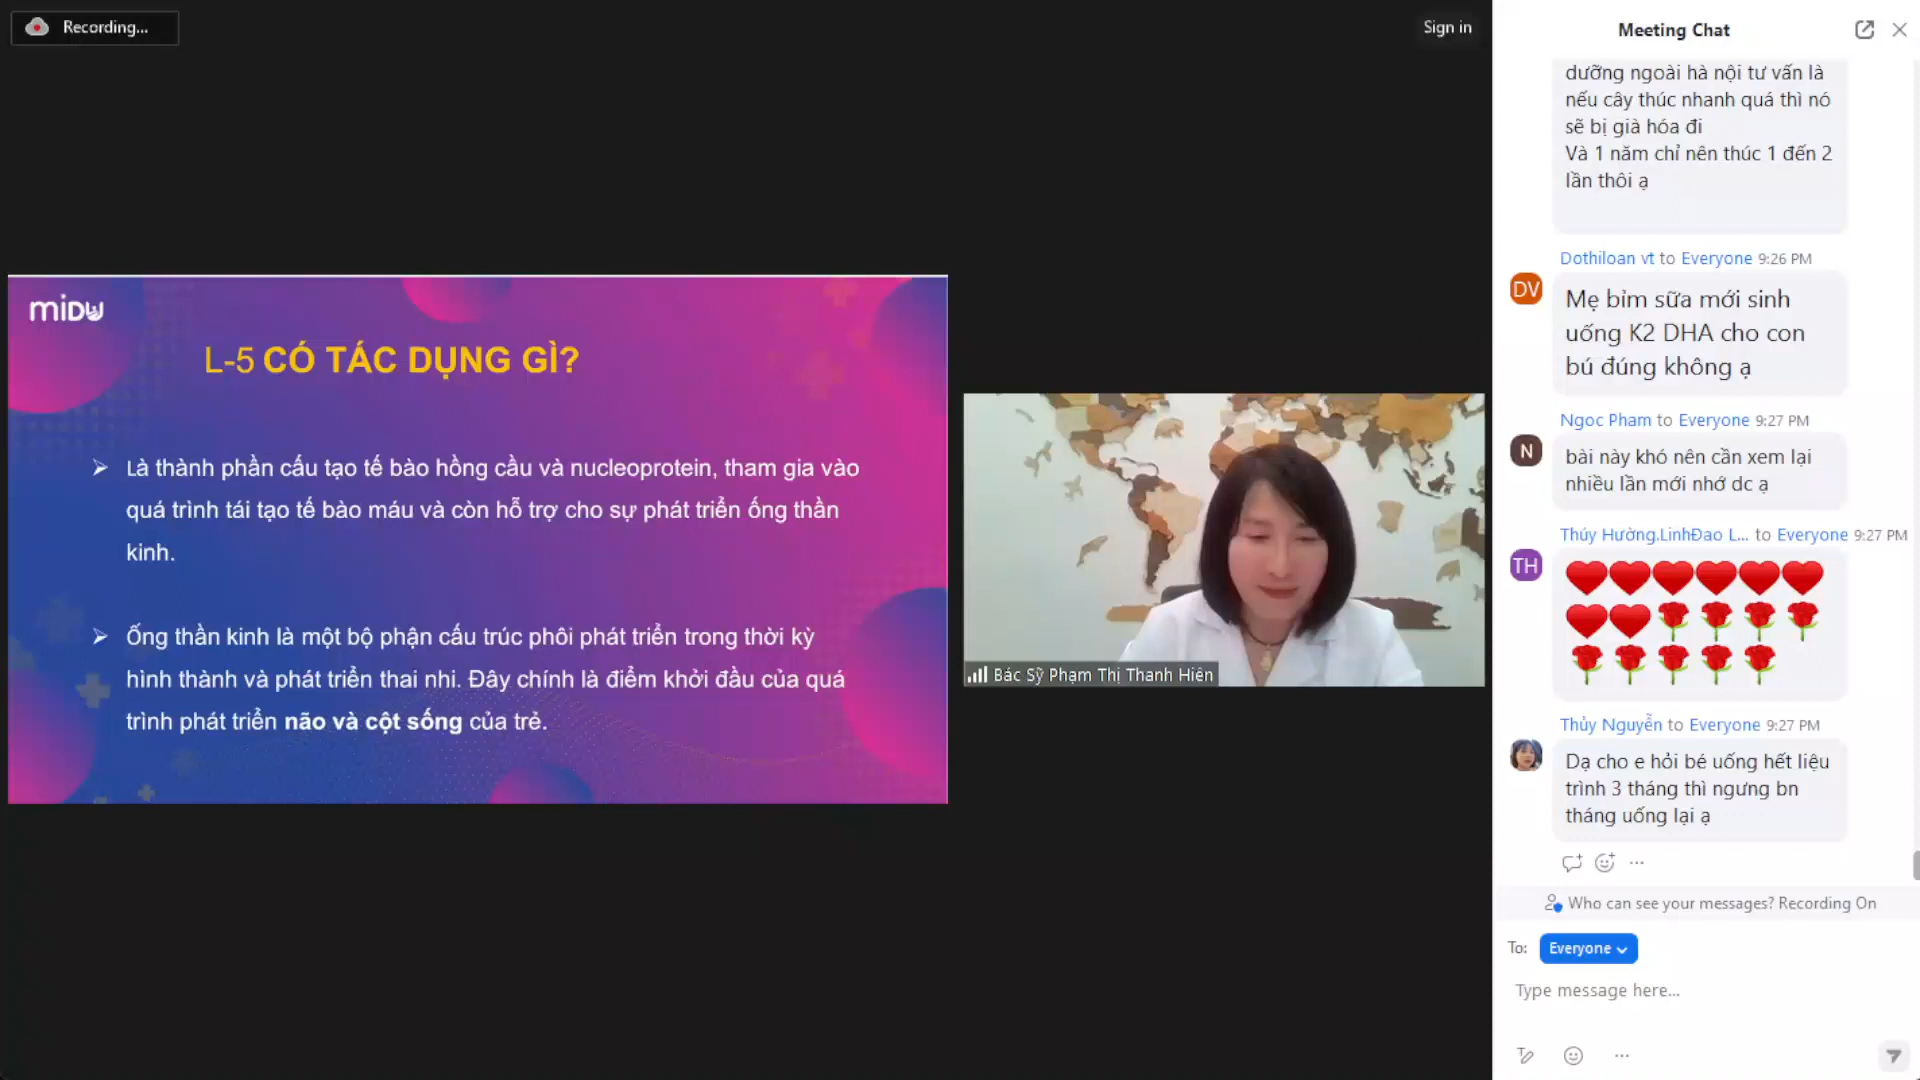 Recording...
Sign in
miDU
L-5 CÓ TÁC DỤNG GÌ?
Là thành phần cấu tạo tế bào hồng cầu và nucleoprotein, tham gia vào
quá trình tái tạo tế bào máu và còn hỗ trợ cho sự phát triển ống thần
kinh.
Ống thần kinh là một bộ phận cấu trúc phôi phát triển trong thời kỳ
hình thành và phát triển thai nhi. Đây chính là điểm khởi đầu của quá
trình phát triển não và cột sống của trẻ.
Bác Sỹ Phạm Thị Thanh Hiên
Meeting Chat
dưỡng ngoài hà nội tư vấn là
nếu cây thúc nhanh quá thì nó
sẽ bị già hóa đi
Và 1 năm chỉ nên thúc 1 đến 2
lần thôi ạ
Dothiloan vt to Everyone 9:26 PM
DV
Mẹ bỉm sữa mới sinh
uống K2 DHA cho con
bú đúng không ạ
Ngoc Pham to Everyone 9:27 PM
N
bài này khó nên cần xem lại
nhiều lần mới nhớ dc ạ
Thúy Hường.LinhĐao L... to Everyone 9:27 PM
TH
Thủy Nguyễn to Everyone 9:27 PM
Dạ cho e hỏi bé uống hết liệu
trình 3 tháng thì ngưng bn
tháng uống lại ạ
Who can see your messages? Recording On
To: Everyone
Type message here...